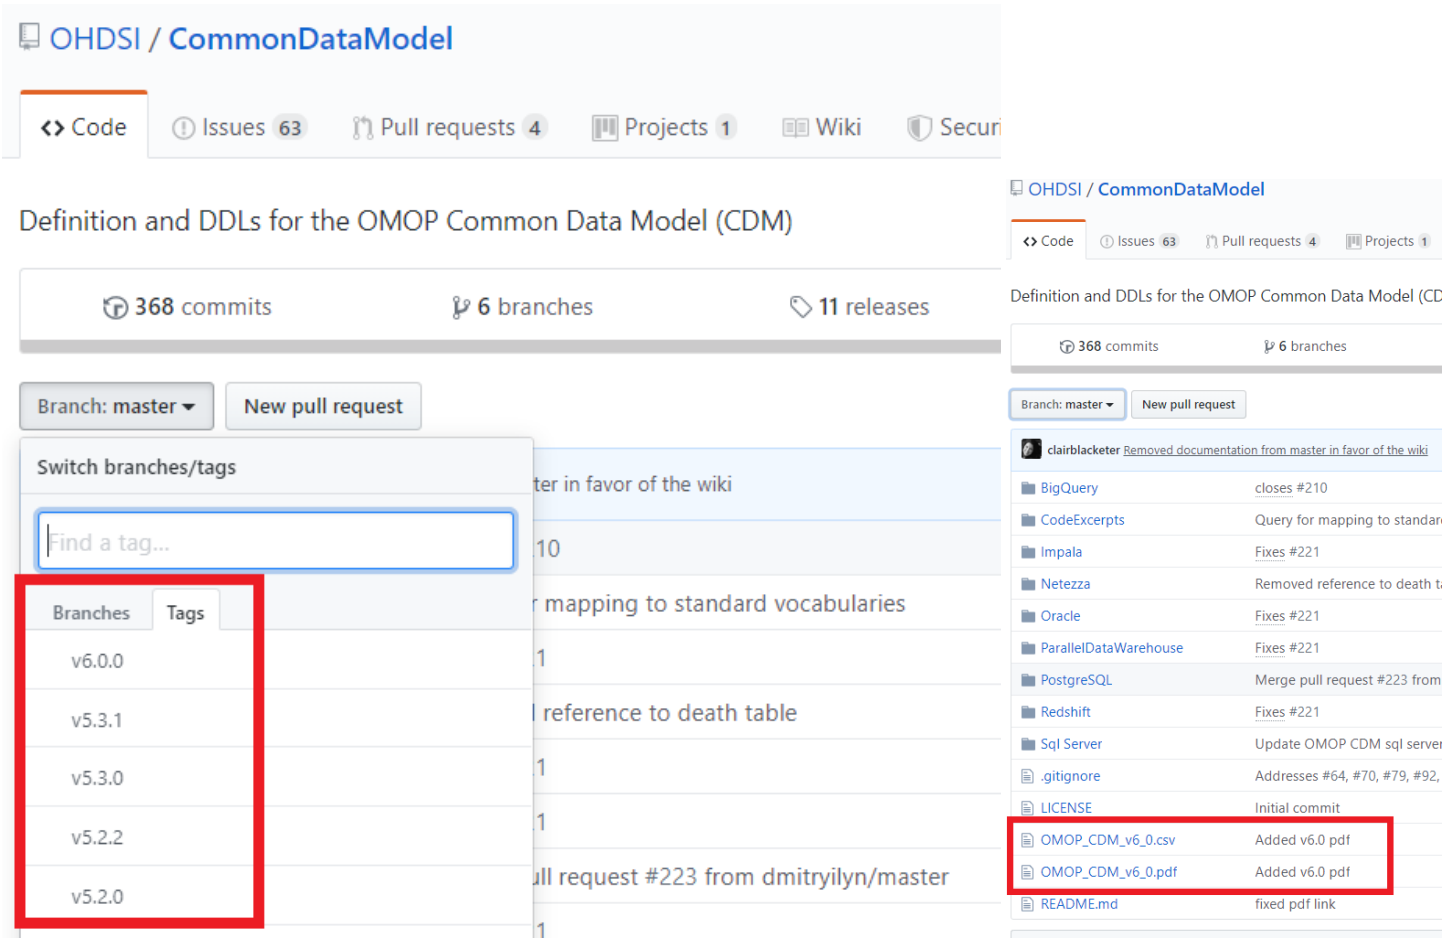 OHDSI / CommonDataModel
Code Issues 63 Pull requests 4 Projects 1 Wiki Securi
Definition and DDLs for the OMOP Common Data Model (CDM)
368 commits 6 branches 11 releases
Branch: master New pull request
Switch branches/tags
ter in favor of the wiki
Find a tag...
10
Branches Tags
r mapping to standard vocabularies
v6.0.0
.1
v5.3.1
l reference to death table
v5.3.0
.1
v5.2.2
.1
ull request #223 from dmitryilyn/master
v5.2.0
.1
OHDSI / CommonDataModel
Code Issues 63 Pull requests 4 Projects 1
Definition and DDLs for the OMOP Common Data Model (CD
368 commits 6 branches
Branch: master New pull request
clairblacketer Removed documentation from master in favor of the wiki
BigQuery closes #210
CodeExcerpts Query for mapping to standar
Impala Fixes #221
Netezza Removed reference to death ta
Oracle Fixes #221
ParallelDataWarehouse Fixes #221
PostgreSQL Merge pull request #223 from
Redshift Fixes #221
Sql Server Update OMOP CDM sql server
.gitignore Addresses #64, #70, #79, #92,
LICENSE Initial commit
OMOP_CDM_v6_0.csv Added v6.0 pdf
OMOP_CDM_v6_0.pdf Added v6.0 pdf
README.md fixed pdf link